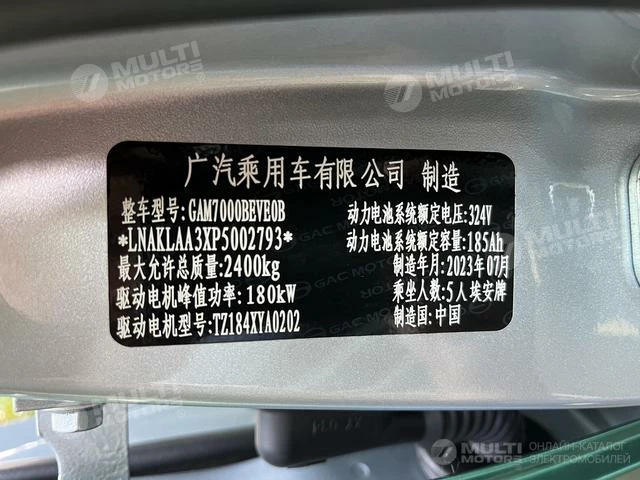 MULTI
MOTORS
MULTI
MOTORS
广汽乘用车有限公司 制造
整车型号:GAM7000BEVE0B
*LNAKLAA3XP5002793*
最大允许总质量:2400kg
驱动电机峰值功率:180kW
驱动电机型号:TZ184XYA0202
动力电池系统额定电压:324V
动力电池系统额定容量:185Ah
制造年月:2023年07月
乘坐人数:5人 埃安牌
制造国:中国
GAC MOTOR
MULTI
MOTORS
ОНЛАЙН-КАТАЛОГ
ЭЛЕКТРОМОБИЛЕЙ